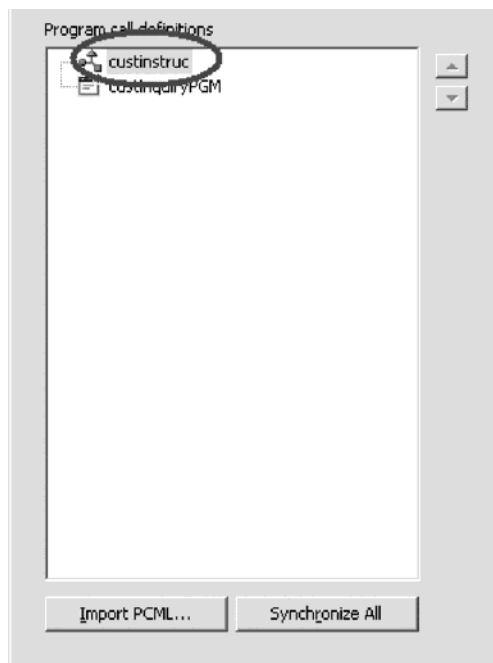 Program call definitions
custinstruc
custInquiryPGM
Import PCML...
Synchronize All